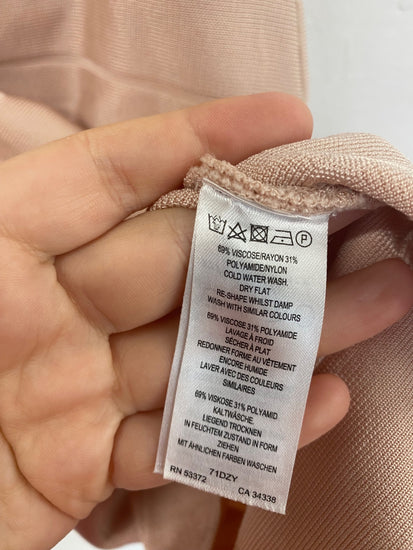 P
69% VISCOSE/RAYON 31%
POLYAMIDE/NYLON
COLD WATER WASH.
DRY FLAT
RE-SHAPE WHILST DAMP
WASH WITH SIMILAR COLOURS
69% VISCOSE 31% POLYAMIDE
LAVAGE À FROID
SÉCHER À PLAT
REDONNER FORME AU VÊTEMENT
ENCORE HUMIDE
LAVER AVEC DES COULEURS
SIMILAIRES
69% VISKOSE 31% POLYAMID
KALTWÄSCHE.
LIEGEND TROCKNEN
IN FEUCHTEM ZUSTAND IN FORM
ZIEHEN
MIT ÄHNLICHEN FARBEN WASCHEN
71DZY
RN 53372 CA 34338